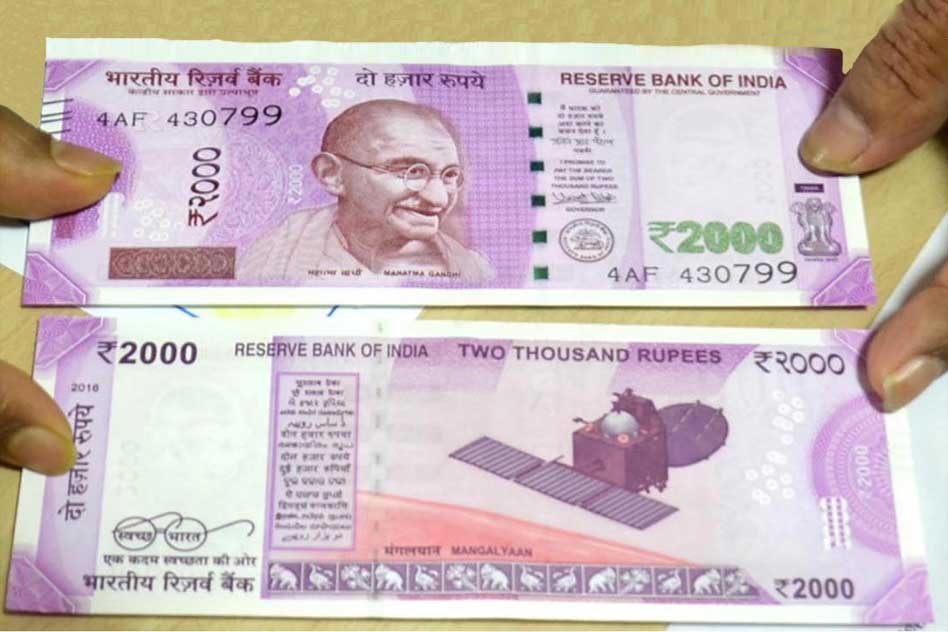 भारतीय रिज़र्व बैंक दो हज़ार रुपये RESERVE BANK OF INDIA
केन्द्रीय सरकार द्वारा प्रत्याभूत GUARANTEED BY THE CENTRAL GOVERNMENT
4AF 430799
₹२०००
₹2000
I PROMISE TO
PAY THE BEARER
THE SUM OF TWO
THOUSAND RUPEES
GOVERNOR
₹2000
4AF 430799
महात्मा गांधी MAHATMA GANDHI
₹2000 RESERVE BANK OF INDIA TWO THOUSAND RUPEES ₹२०००
2016
दो हज़ार रुपये
₹2000
स्वच्छ भारत
एक कदम स्वच्छता की ओर
भारतीय रिज़र्व बैंक
मंगलयान MANGALYAAN
₹2000